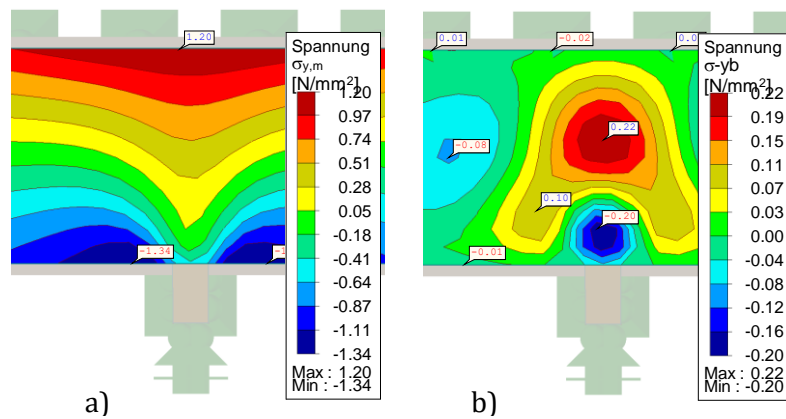 1.20
-1.34
-1
Spannung
σy,m
[N/mm²]
1.20
0.97
0.74
0.51
0.28
0.05
-0.18
-0.41
-0.64
-0.87
-1.11
-1.34
Max : 1.20
Min : -1.34
a)
0.01
-0.02
0.0
0.22
-0.08
0.10
-0.20
-0.01
Spannung
σ-yb
[N/mm²]
0.22
0.19
0.15
0.11
0.07
0.03
0.00
-0.04
-0.08
-0.12
-0.16
-0.20
Max : 0.22
Min : -0.20
b)